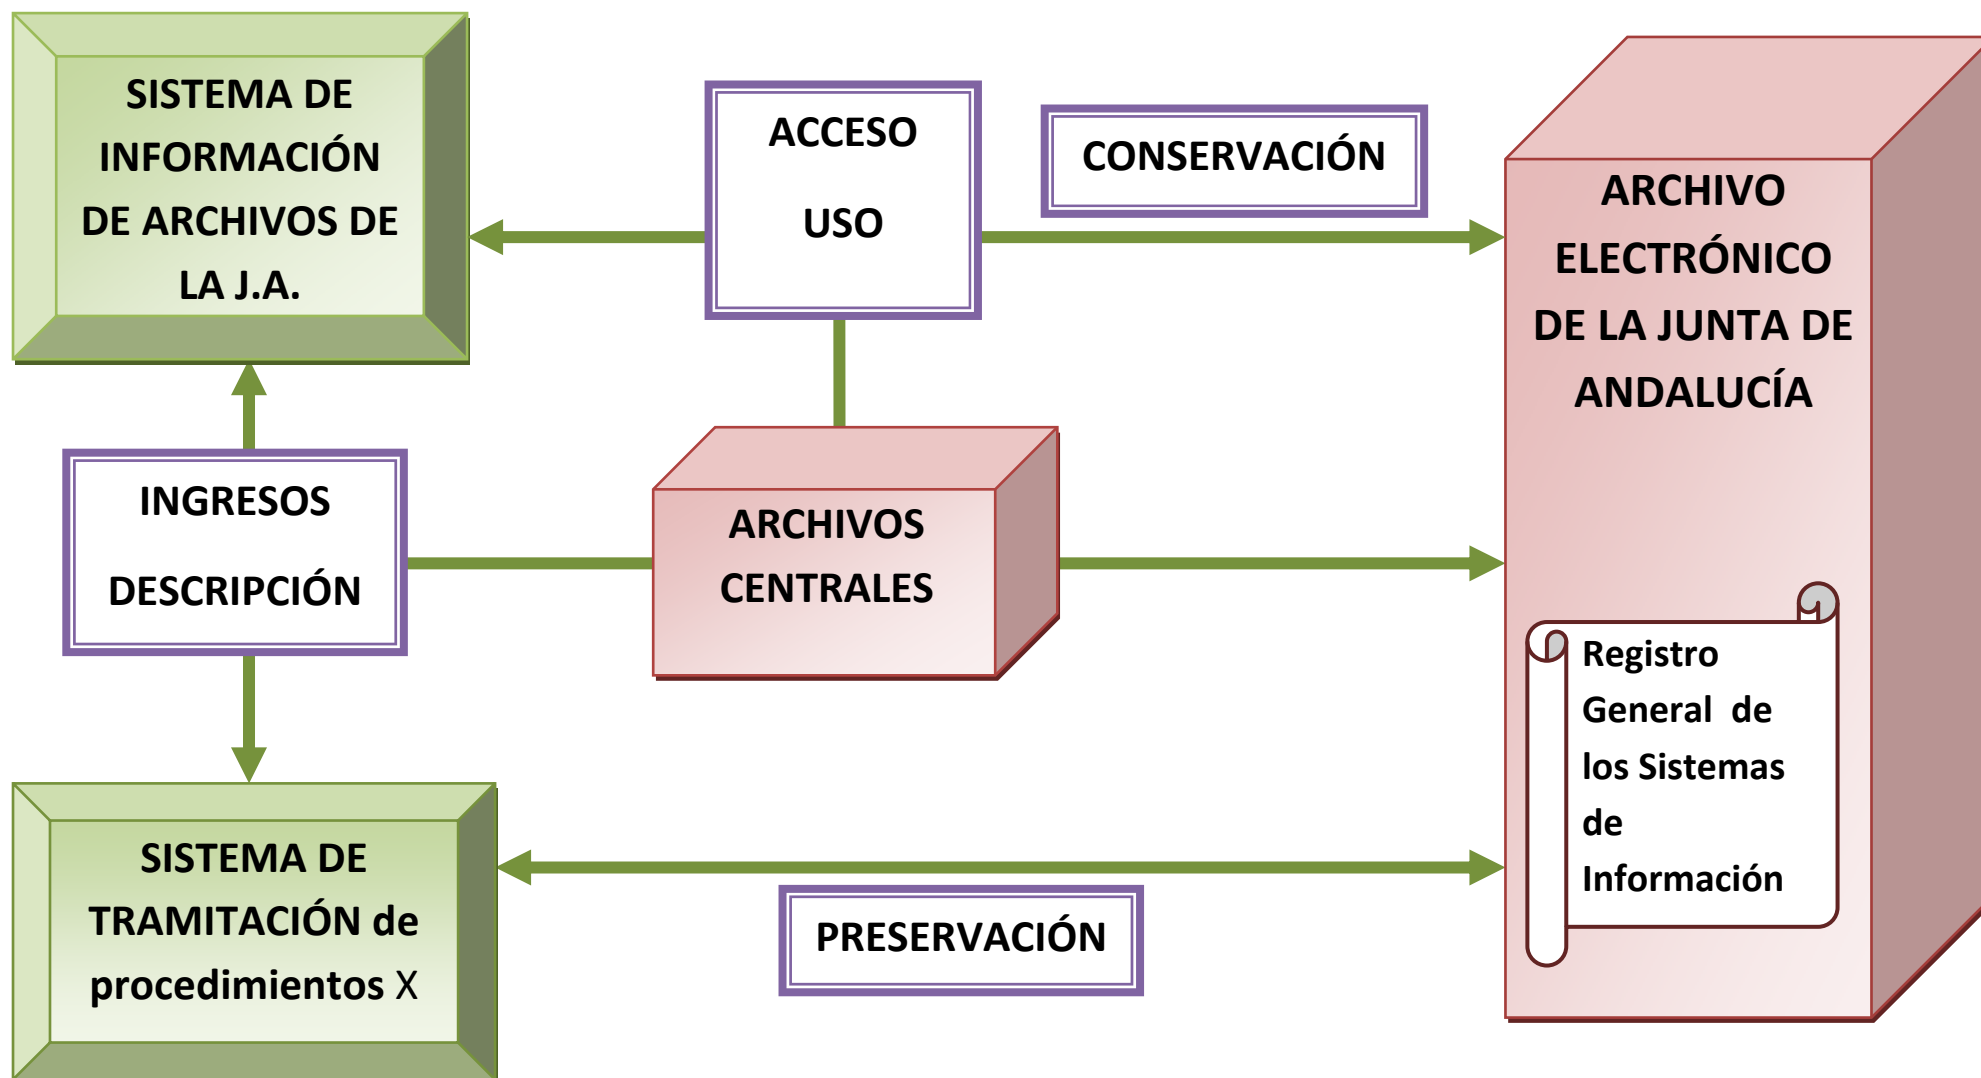 SISTEMA DE
INFORMACIÓN
DE ARCHIVOS DE
LA J.A.
ACCESO
USO
CONSERVACIÓN
ARCHIVO
ELECTRÓNICO
DE LA JUNTA DE
ANDALUCÍA
INGRESOS
DESCRIPCIÓN
ARCHIVOS
CENTRALES
Registro
General de
los Sistemas
de
Información
SISTEMA DE
TRAMITACIÓN de
procedimientos X
PRESERVACIÓN